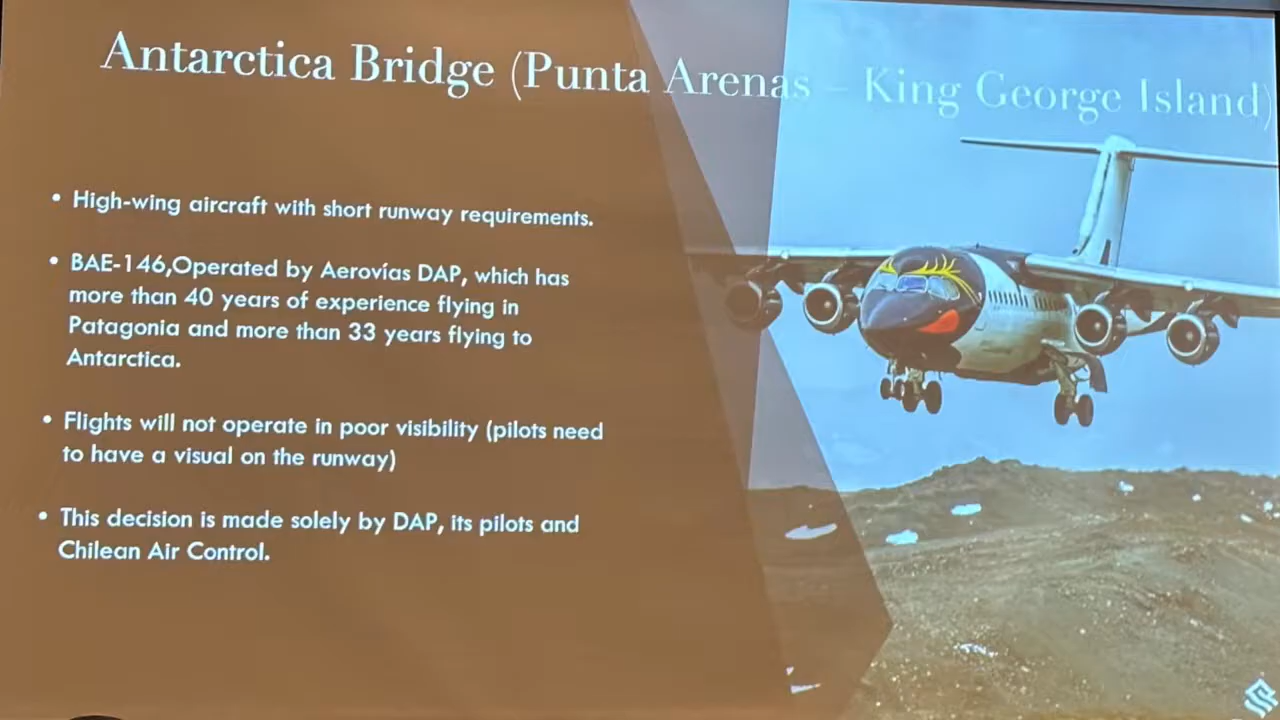 Antarctica Bridge (Punta Arenas – King George Island)
• High-wing aircraft with short runway requirements.
• BAE-146,Operated by Aerovías DAP, which has
more than 40 years of experience flying in
Patagonia and more than 33 years flying to
Antarctica.
• Flights will not operate in poor visibility (pilots need
to have a visual on the runway)
• This decision is made solely by DAP, its pilots and
Chilean Air Control.